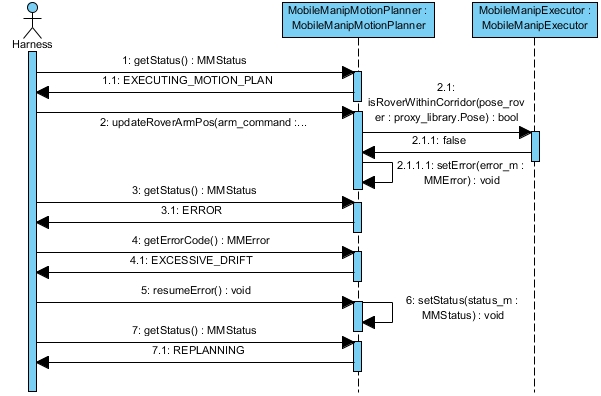 MobileManipMotionPlanner :
MobileManipMotionPlanner
MobileManipExecutor :
MobileManipExecutor
Harness
1: getStatus() : MMStatus
1.1: EXECUTING_MOTION_PLAN
2: updateRoverArmPos(arm_command :...
2.1:
isRoverWithinCorridor(pose_rov
er : proxy_library.Pose) : bool
2.1.1: false
2.1.1.1: setError(error_m :
MMError) : void
3: getStatus() : MMStatus
3.1: ERROR
4: getErrorCode() : MMError
4.1: EXCESSIVE_DRIFT
5: resumeError() : void
6: setStatus(status_m :
MMStatus) : void
7: getStatus() : MMStatus
7.1: REPLANNING